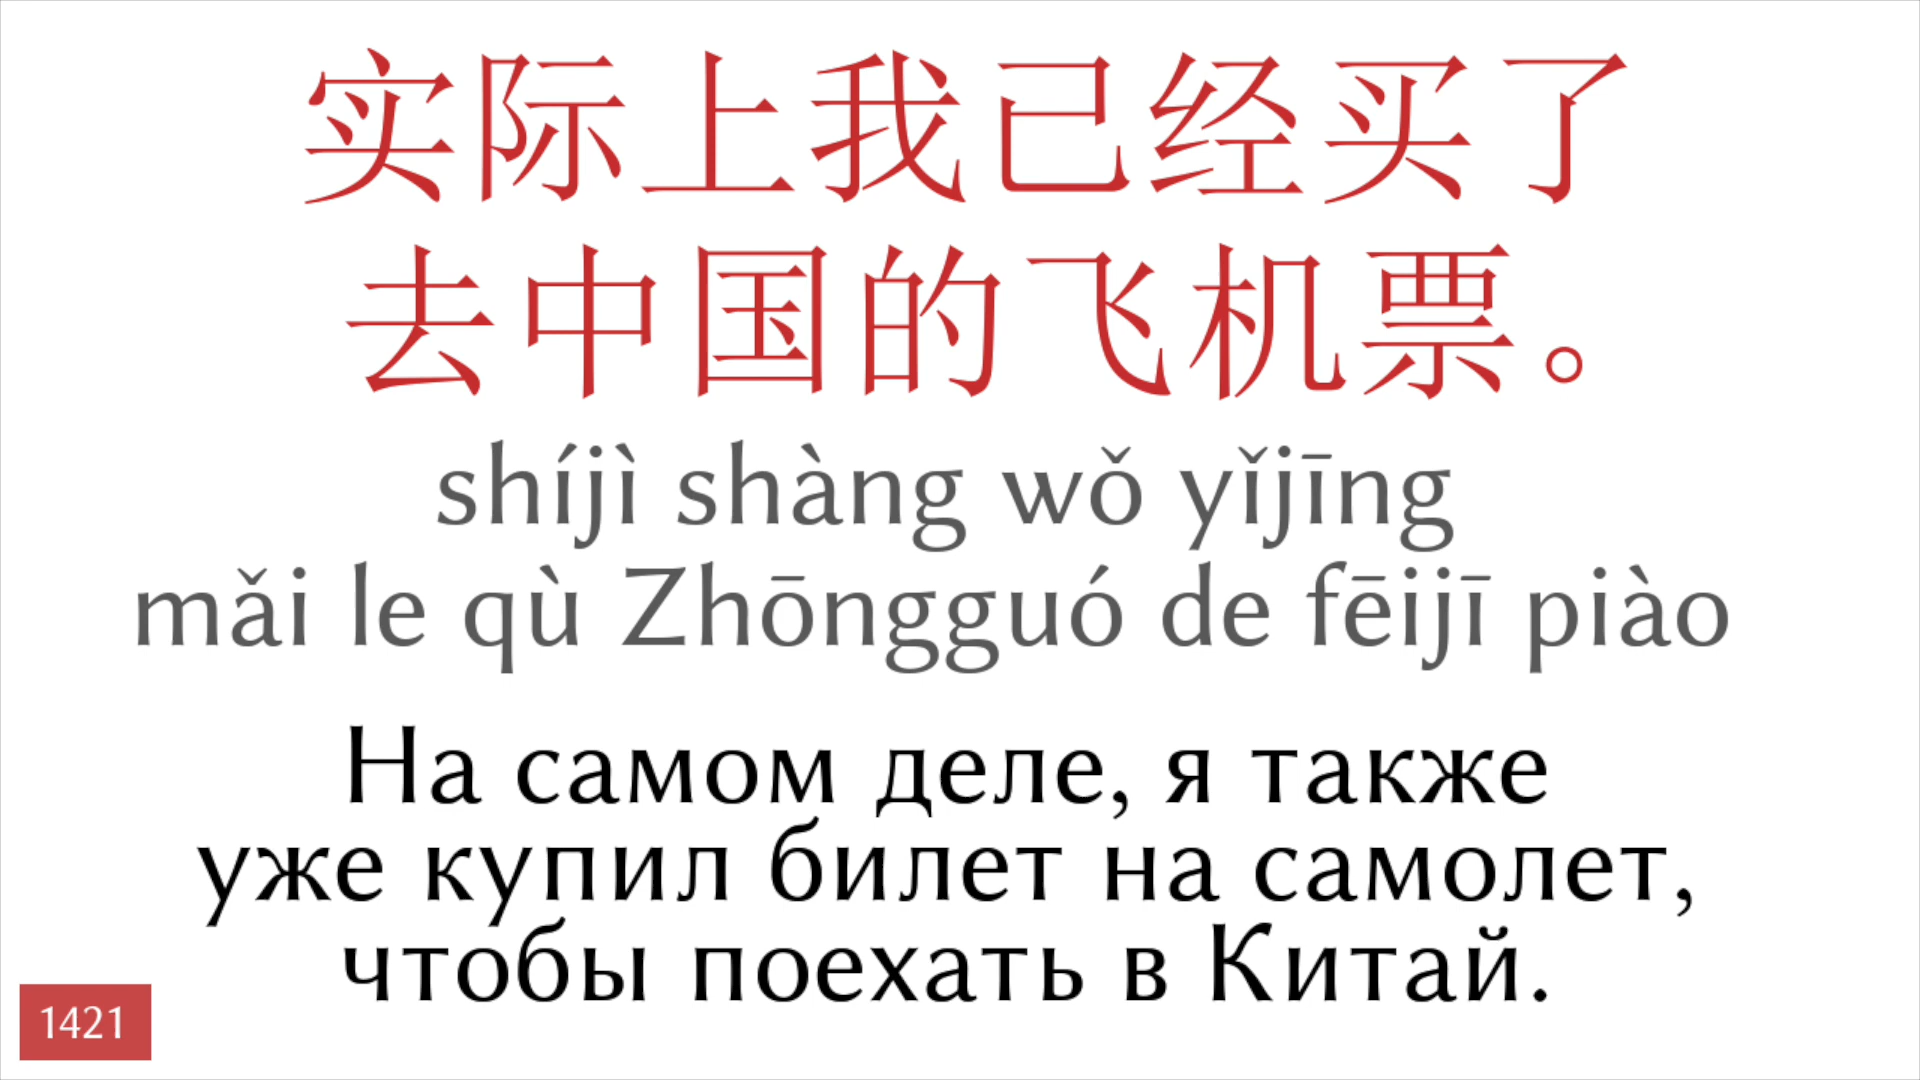 实际上我已经买了
去中国的飞机票。
shíjì shàng wǒ yǐjīng
mǎi le qù Zhōngguó de fēijī piào
На самом деле, я также
уже купил билет на самолет,
чтобы поехать в Китай.
1421